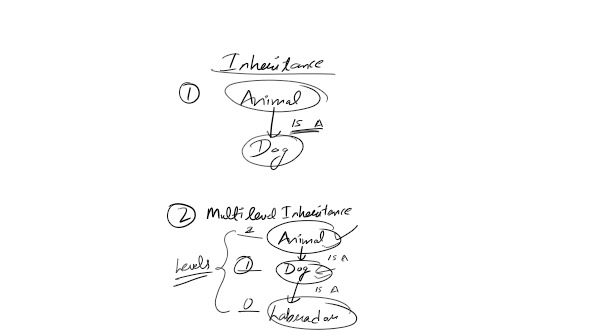 Inheritance
1
Animal
IS A
Dog
2 Multilevel Inheritance
2 Animal
IS A
Levels 1 Dog
IS A
0 Labrador